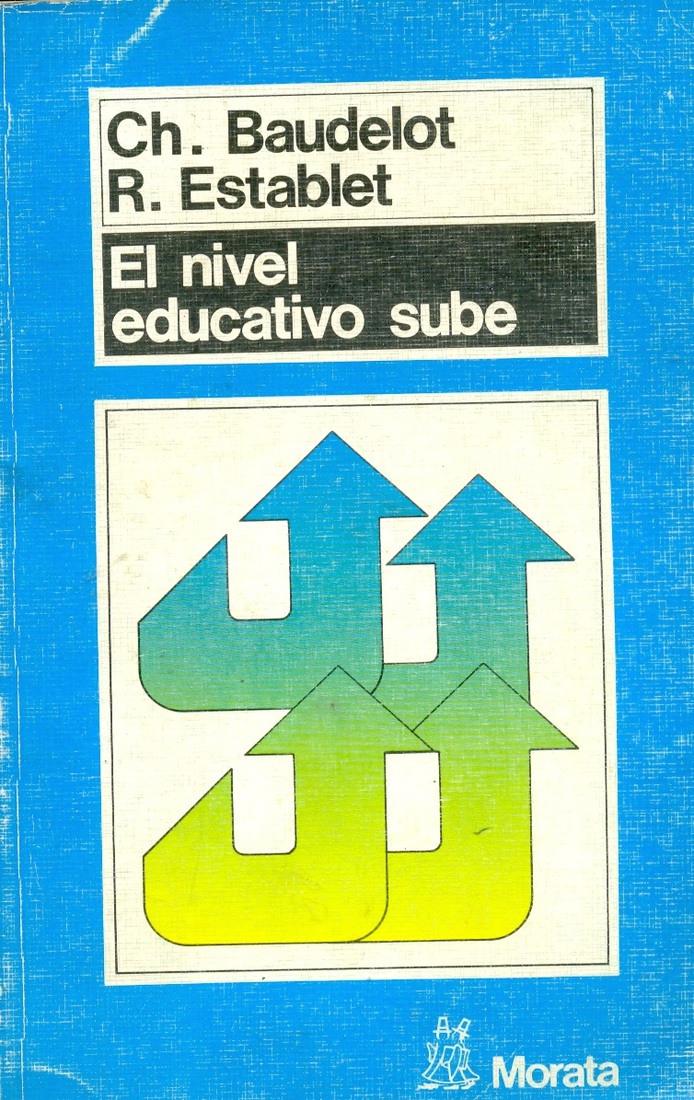 Ch. Baudelot
R. Establet
El nivel
educativo sube
Morata